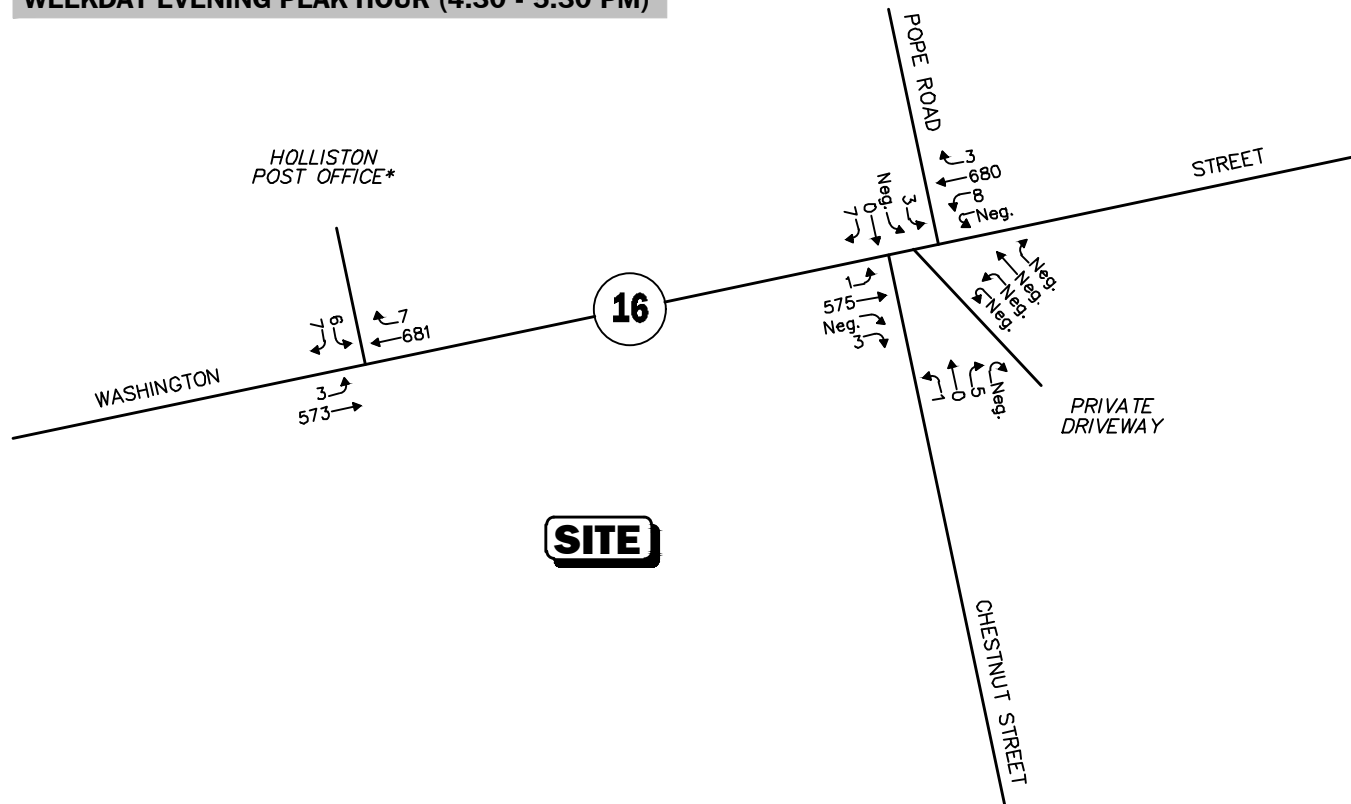 WEEKDAY EVENING PEAK HOUR (4:30 - 5:30 PM)
POPE ROAD
HOLLISTON
POST OFFICE*
STREET
3
680
8
Neg.
7
0
Neg.
3
1
575
Neg.
3
Neg.
Neg.
Neg.
Neg.
16
7
6
7
681
3
573
WASHINGTON
1
0
5
Neg.
PRIVATE
DRIVEWAY
SITE
CHESTNUT STREET